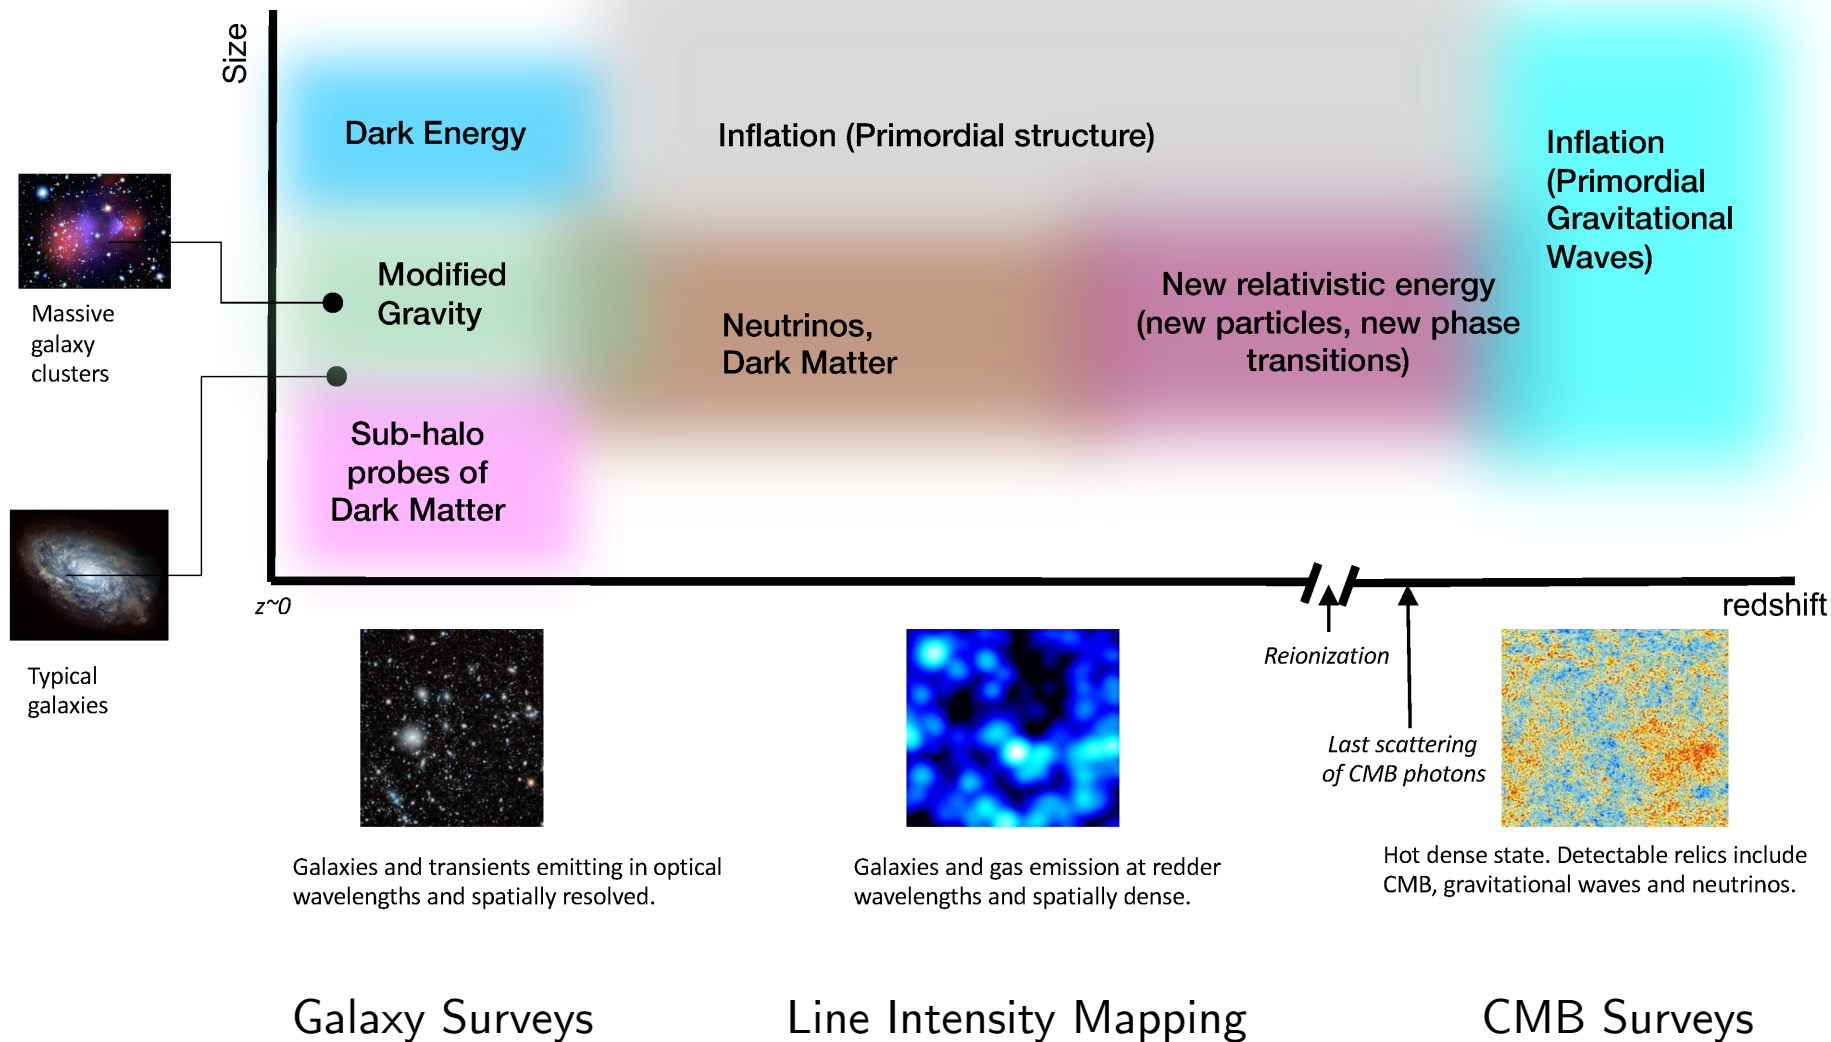 Size
Dark Energy
Inflation (Primordial structure)
Inflation
(Primordial
Gravitational
Waves)
Massive
galaxy
clusters
Modified
Gravity
Neutrinos,
Dark Matter
New relativistic energy
(new particles, new phase
transitions)
Sub-halo
probes of
Dark Matter
z~0
redshift
Typical
galaxies
Reionization
Last scattering
of CMB photons
Galaxies and transients emitting in optical
wavelengths and spatially resolved.
Galaxies and gas emission at redder
wavelengths and spatially dense.
Hot dense state. Detectable relics include
CMB, gravitational waves and neutrinos.
Galaxy Surveys
Line Intensity Mapping
CMB Surveys